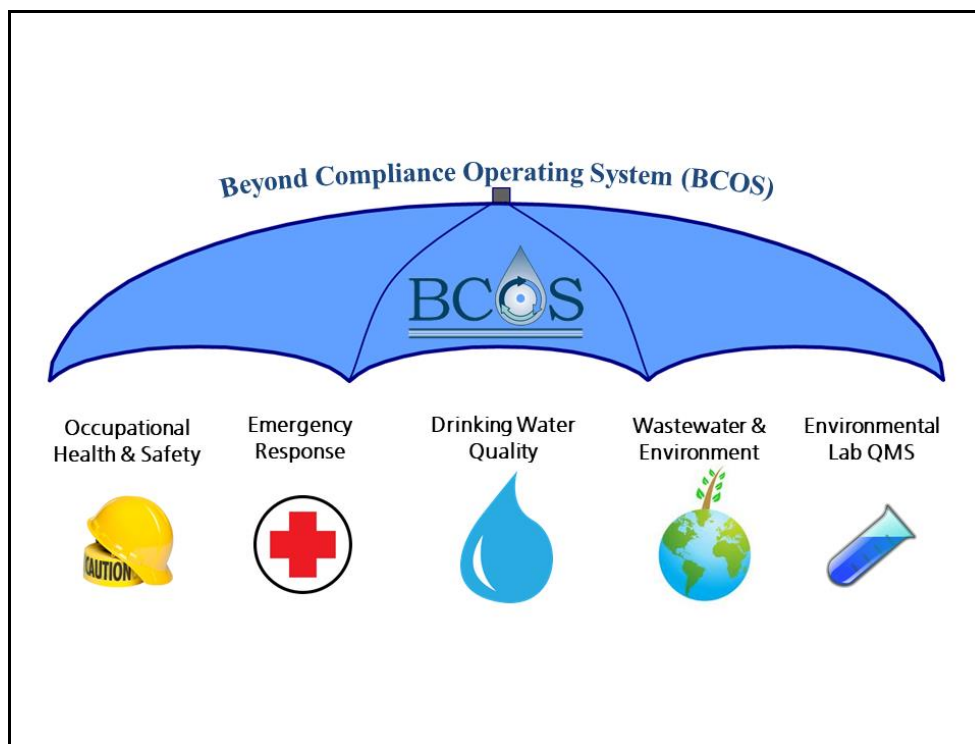 Beyond Compliance Operating System (BCOS)
BCOS
Occupational
Health & Safety
Emergency
Response
Drinking Water
Quality
Wastewater &
Environment
Environmental
Lab QMS
CAUTION